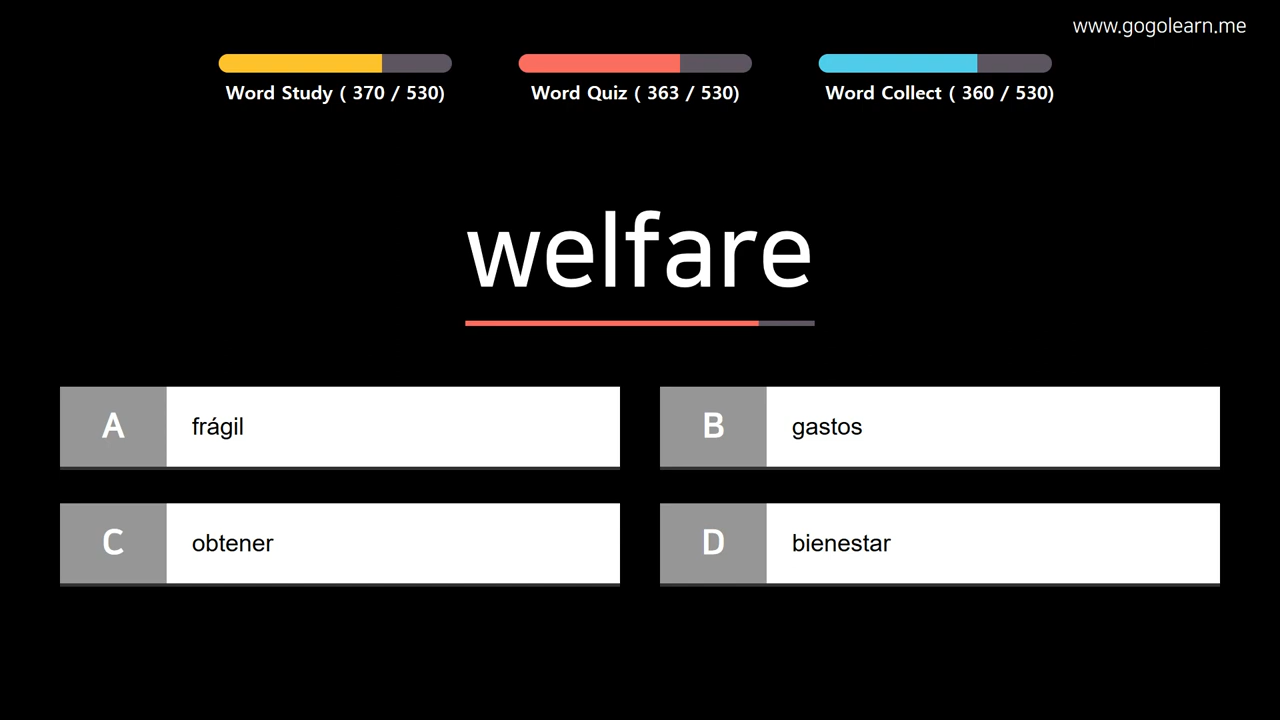 www.gogolearn.me
Word Study ( 370 / 530)
Word Quiz ( 363 / 530)
Word Collect ( 360 / 530)
welfare
A frágil
B gastos
C obtener
D bienestar